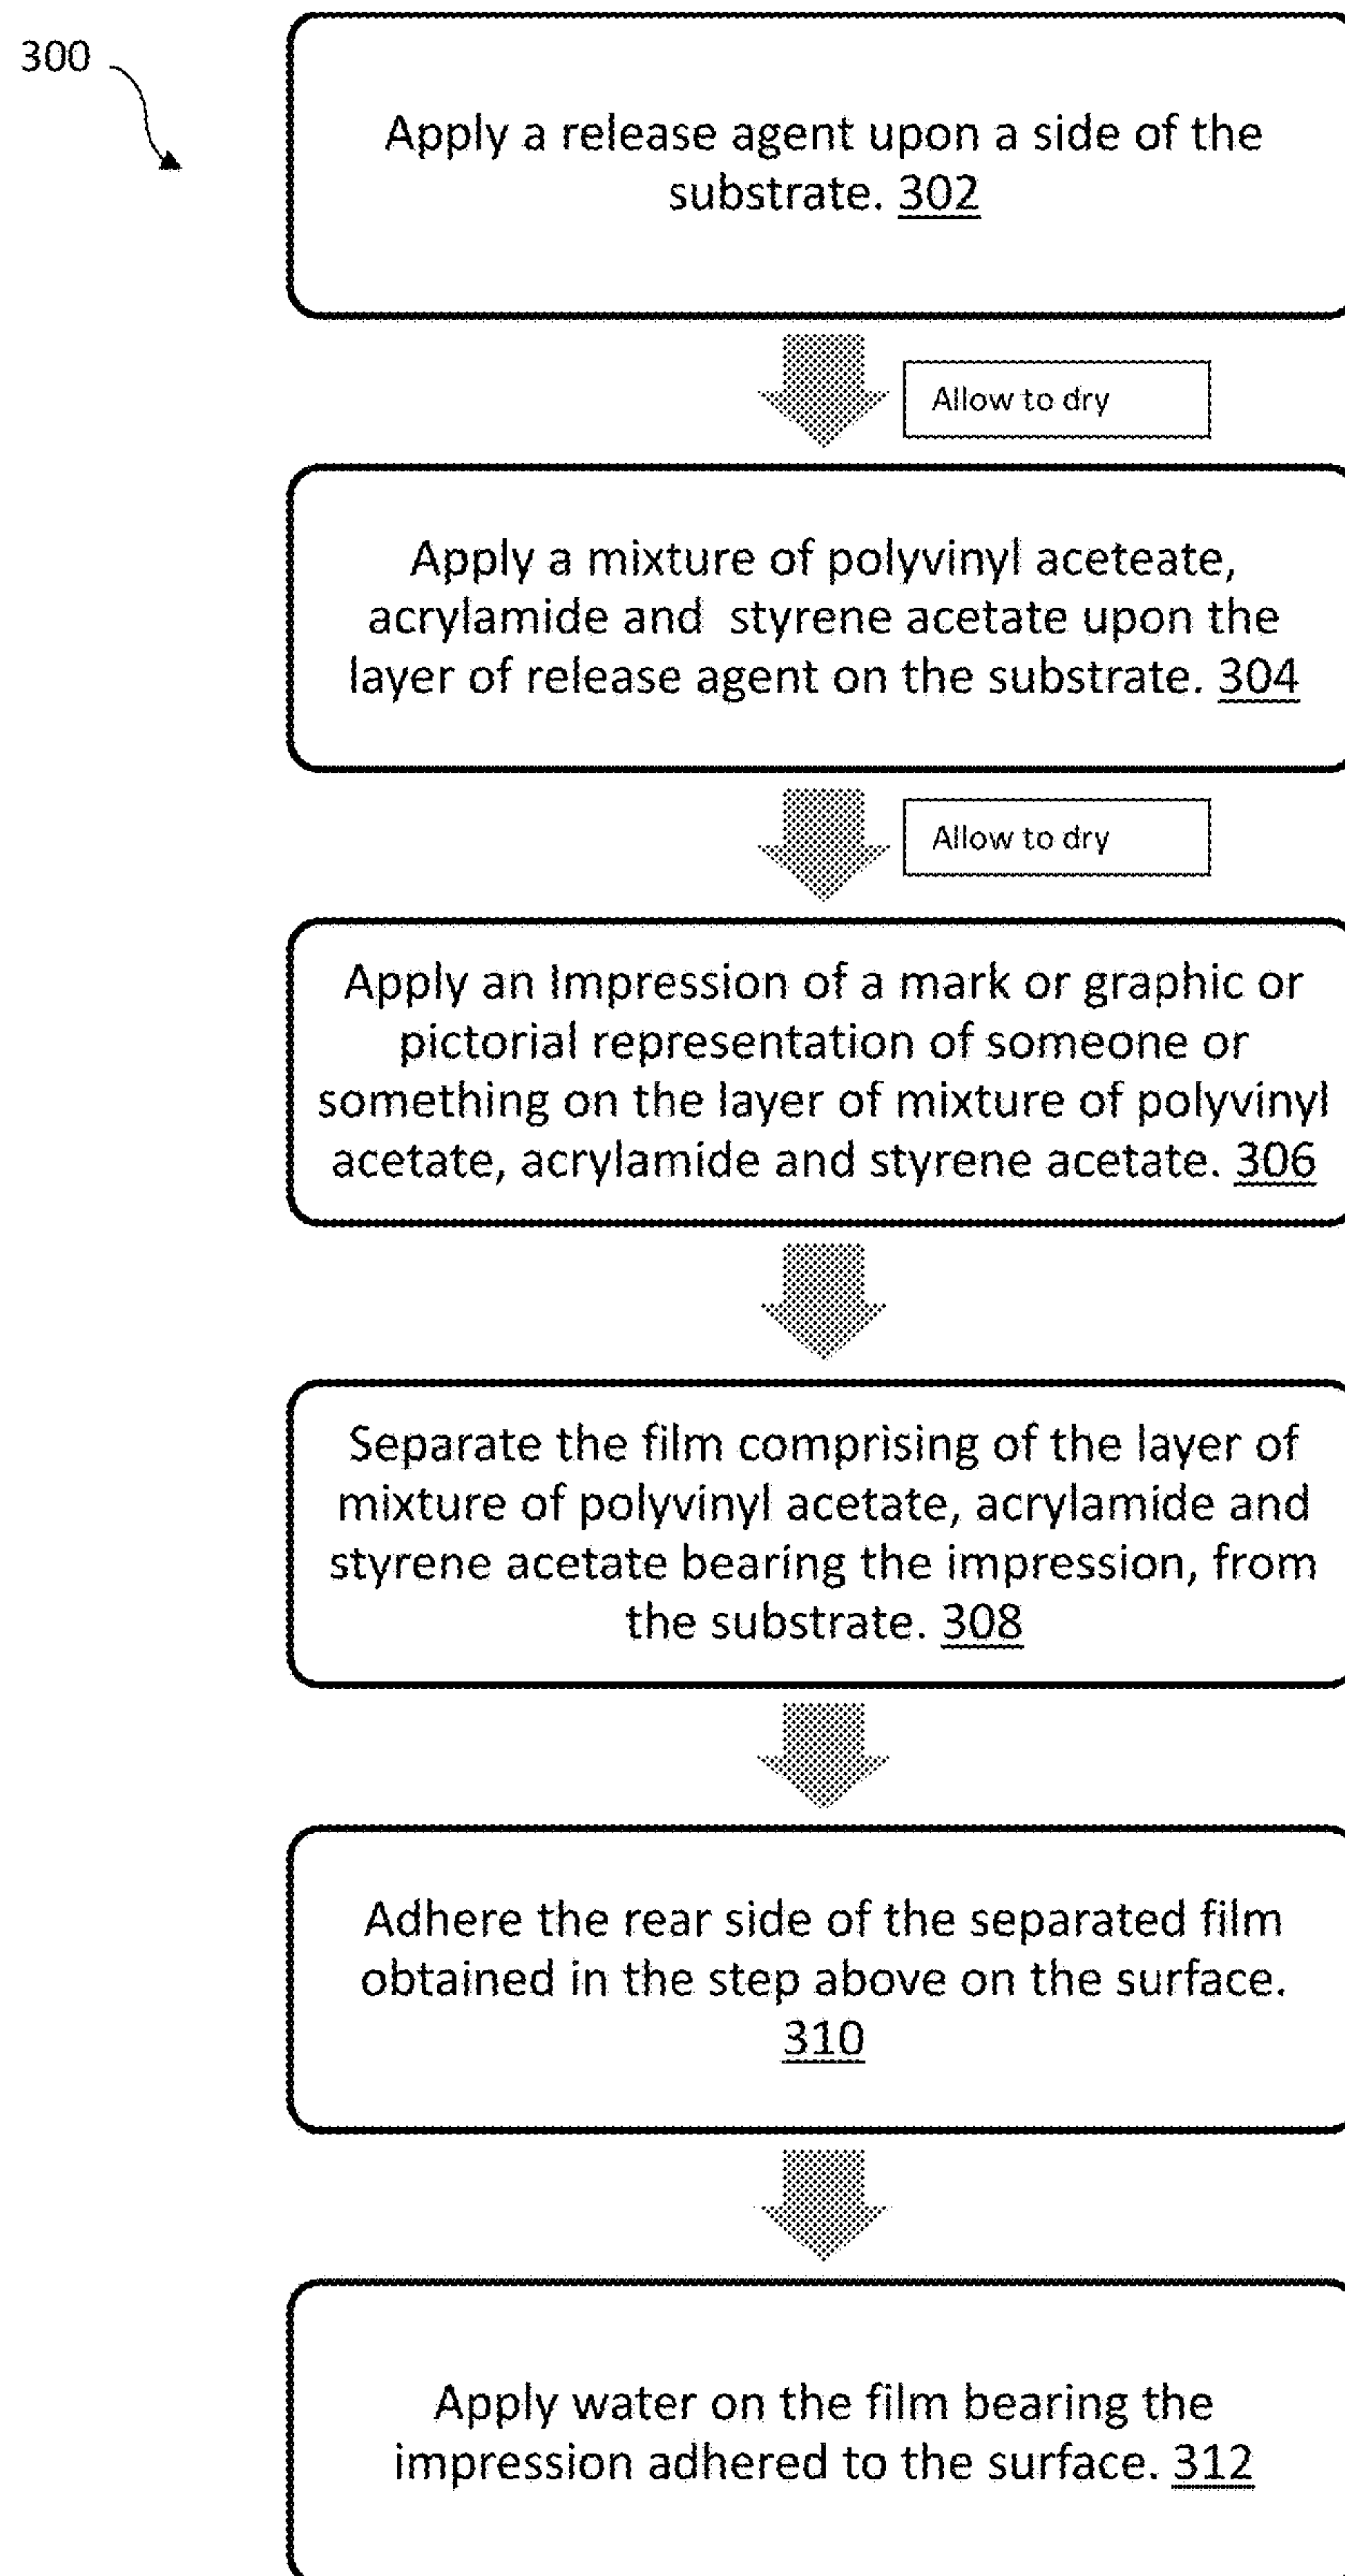 300
Apply a release agent upon a side of the
substrate. 302
Allow to dry
Apply a mixture of polyvinyl aceteate,
acrylamide and styrene acetate upon the
layer of release agent on the substrate. 304
Allow to dry
Apply an Impression of a mark or graphic or
pictorial representation of someone or
something on the layer of mixture of polyvinyl
acetate, acrylamide and styrene acetate. 306
Separate the film comprising of the layer of
mixture of polyvinyl acetate, acrylamide and
styrene acetate bearing the impression, from
the substrate. 308
Adhere the rear side of the separated film
obtained in the step above on the surface.
310
Apply water on the film bearing the
impression adhered to the surface. 312